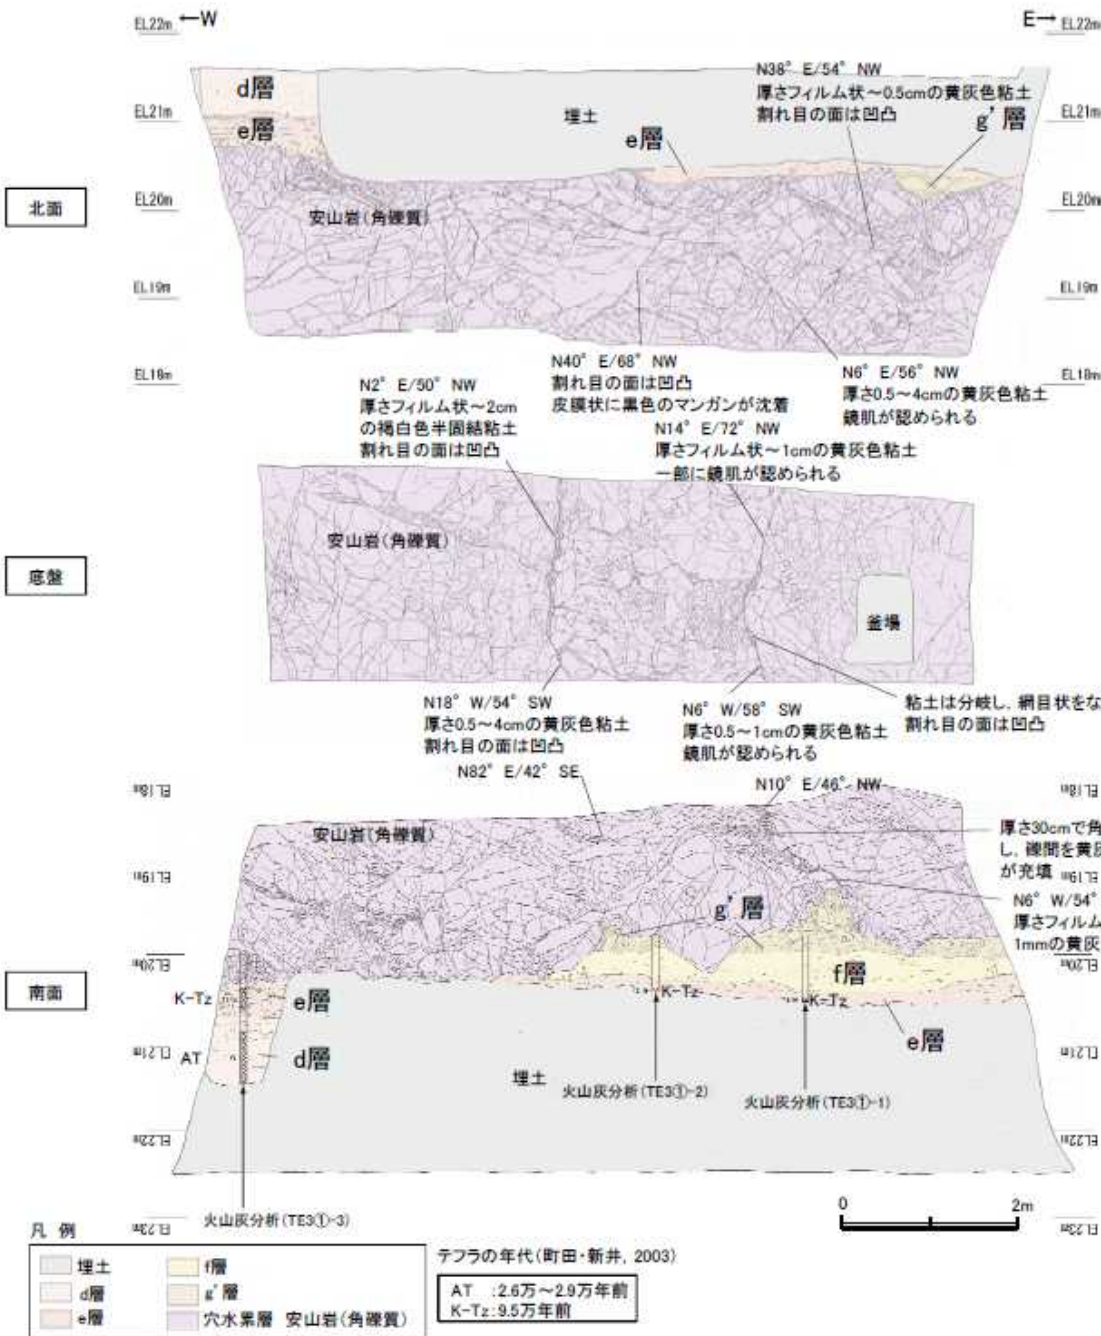 EL22m
←W
E→
EL22m
N38° E/54° NW
厚さフィルム状~0.5cmの黄灰色粘土
割れ目の面は凹凸
d層
EL21m
e層
埋土
e層
g'層
EL21m
北面
EL20m
安山岩(角礫質)
EL20m
EL19m
EL19m
EL18m
EL18m
N40° E/68° NW
割れ目の面は凹凸
皮膜状に黒色のマンガンが沈着
N6° E/56° NW
厚さ0.5~4cmの黄灰色粘土
鏡肌が認められる
N2° E/50° NW
厚さフィルム状~2cm
の褐白色半固結粘土
割れ目の面は凹凸
N14° E/72° NW
厚さフィルム状~1cmの黄灰色粘土
一部に鏡肌が認められる
安山岩(角礫質)
底盤
釜場
N18° W/54° SW
厚さ0.5~4cmの黄灰色粘土
割れ目の面は凹凸
N6° W/58° SW
厚さ0.5~1cmの黄灰色粘土
鏡肌が認められる
粘土は分岐し、網目状をな
割れ目の面は凹凸
N82° E/42° SE
N10° E/46° NW
EL18m
EL18m
安山岩(角礫質)
厚さ30cmで角
し、礫間を黄灰
が充填
EL19m
EL19m
N6° W/54°
厚さフィルム
1mmの黄灰
g'層
EL20m
EL20m
南面
f層
K-Tz
e層
K-Tz
K-Tz
e層
EL21m
AT
d層
EL21m
埋土
火山灰分析(TE3①-2)
火山灰分析(TE3①-1)
EL22m
EL22m
火山灰分析(TE3①-3)
EL23m
EL23m
0
2m
凡 例
埋土
f層
d層
g'層
e層
穴水累層 安山岩(角礫質)
テフラの年代(町田・新井, 2003)
AT :2.6万~2.9万年前
K-Tz:9.5万年前